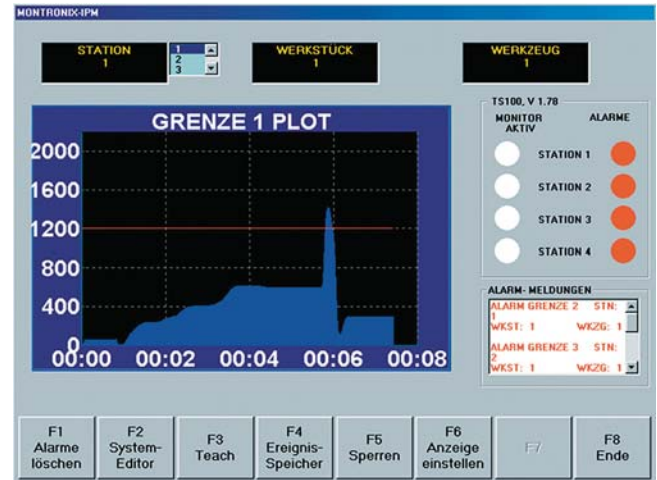 MONTRONIX-IPM
STATION
1
1
2
3
WERKSTÜCK
1
WERKZEUG
1
GRENZE 1 PLOT
2000
1600
1200
800
400
0
00:00 00:02 00:04 00:06 00:08
TS100, V 1.78
MONITOR AKTIV
ALARME
STATION 1
STATION 2
STATION 3
STATION 4
ALARM- MELDUNGEN
ALARM GRENZE 2 STN:
1
WKST: 1 WKZG: 1
ALARM GRENZE 3 STN:
2
WKST: 1 WKZG: 1
F1
Alarme
löschen
F2
System-
Editor
F3
Teach
F4
Ereignis-
Speicher
F5
Sperren
F6
Anzeige
einstellen
F7
F8
Ende